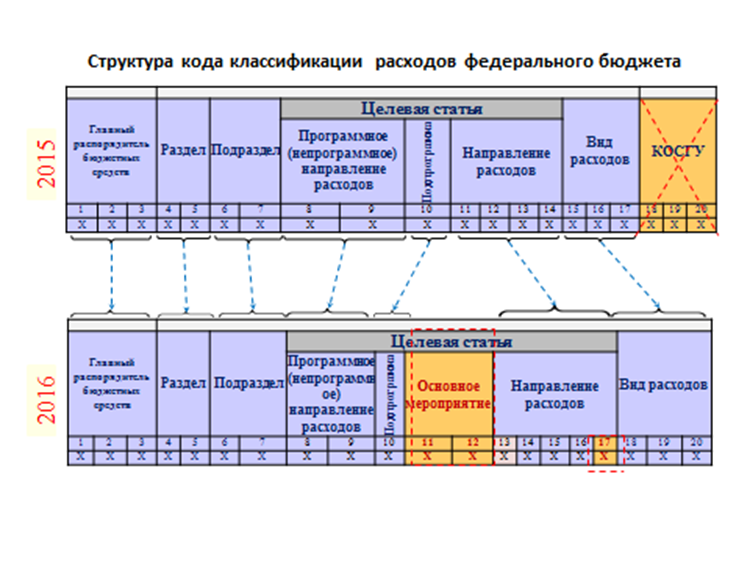 Структура кода классификации расходов федерального бюджета
2015
Главный
распорядитель
бюджетных
средств
Раздел
Подраздел
Целевая статья
Программное
(непрограммное)
направление
расходов
Подпрограмма
Направление
расходов
Вид
расходов
КОСГУ
1 2 3 4 5 6 7 8 9 10 11 12 13 14 15 16 17 18 19 20
X X X X X X X X X X X X X X X X X X X X
2016
Главный
распорядитель
бюджетных
средств
Раздел
Подраздел
Целевая статья
Программное
(непрограммн
ое)
направление
расходов
Подпрограмма
Основное
мероприятие
Направление
расходов
Вид расходов
1 2 3 4 5 6 7 8 9 10 11 12 13 14 15 16 17 18 19 20
X X X X X X X X X X X X X X X X X X X X